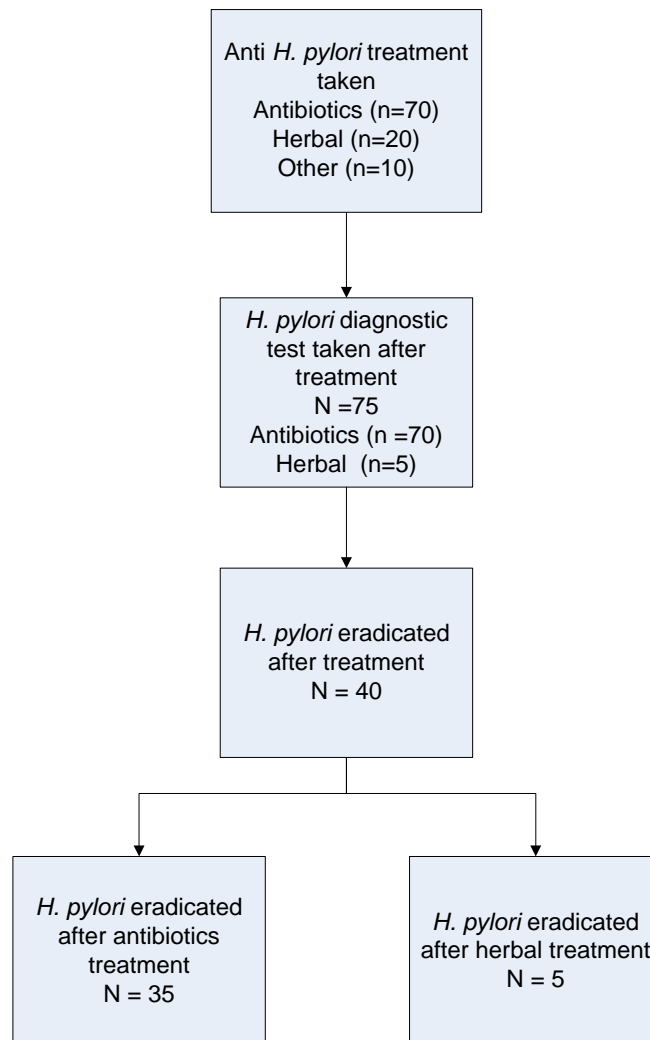 Anti H. pylori treatment
taken
Antibiotics (n=70)
Herbal (n=20)
Other (n=10)
H. pylori diagnostic
test taken after
treatment
N =75
Antibiotics (n =70)
Herbal (n=5)
H. pylori eradicated
after treatment
N = 40
H. pylori eradicated
after antibiotics
treatment
N = 35
H. pylori eradicated
after herbal treatment
N = 5